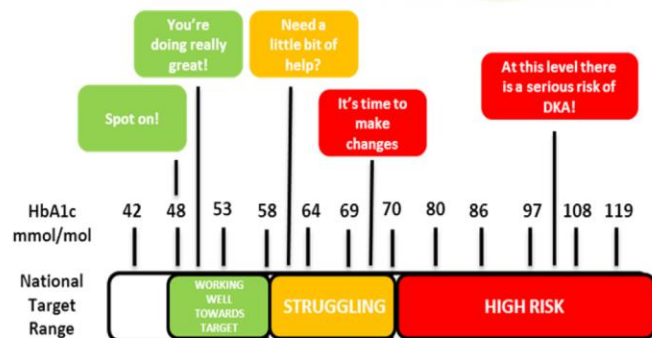 You're
doing really
great!
Need a
little bit of
help?
At this level there
is a serious risk of
DKA!
Spot on!
It's time to
make
changes
HbA1c
mmol/mol
42 48 53 58 64 69 70 80 86 97 108 119
National
Target
Range
WORKING
WELL
TOWARDS
TARGET
STRUGGLING
HIGH RISK